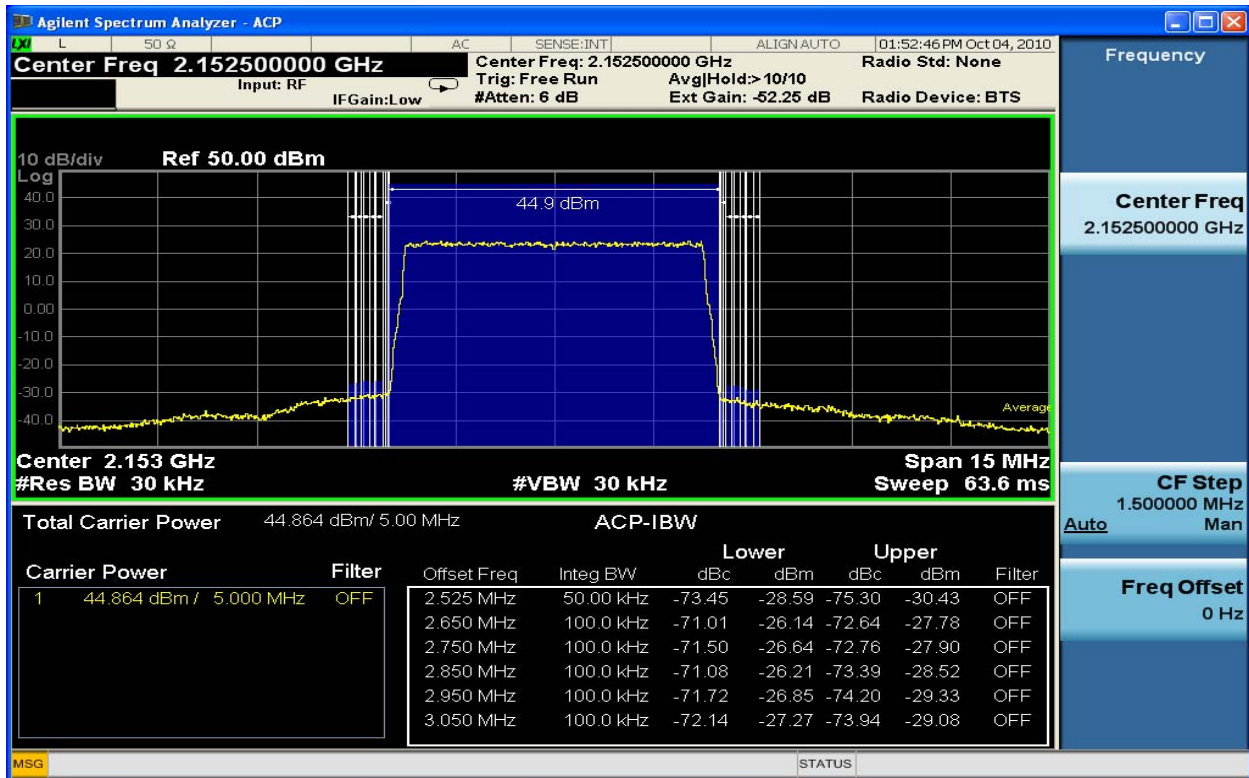 Agilent Spectrum Analyzer - ACP
LXI L 50 Ω AC SENSE:INT ALIGN AUTO 01:52:46 PM Oct 04, 2010
Center Freq 2.152500000 GHz
Input: RF
IFGain:Low
Center Freq: 2.152500000 GHz
Trig: Free Run
#Atten: 6 dB
Avg|Hold:>10/10
Ext Gain: -52.25 dB
Radio Std: None
Radio Device: BTS
10 dB/div Ref 50.00 dBm
Log
40.0
30.0
20.0
10.0
0.00
-10.0
-20.0
-30.0
-40.0
44.9 dBm
Average
Center 2.153 GHz Span 15 MHz
#Res BW 30 kHz #VBW 30 kHz Sweep 63.6 ms
Total Carrier Power 44.864 dBm/ 5.00 MHz ACP-IBW
Lower Upper
Carrier Power Filter
1 44.864 dBm / 5.000 MHz OFF
Offset Freq Integ BW dBc dBm dBc dBm Filter
2.525 MHz 50.00 kHz -73.45 -28.59 -75.30 -30.43 OFF
2.650 MHz 100.0 kHz -71.01 -26.14 -72.64 -27.78 OFF
2.750 MHz 100.0 kHz -71.50 -26.64 -72.76 -27.90 OFF
2.850 MHz 100.0 kHz -71.08 -26.21 -73.39 -28.52 OFF
2.950 MHz 100.0 kHz -71.72 -26.85 -74.20 -29.33 OFF
3.050 MHz 100.0 kHz -72.14 -27.27 -73.94 -29.08 OFF
MSG STATUS
Frequency
Center Freq
2.152500000 GHz
CF Step
1.500000 MHz
Auto Man
Freq Offset
0 Hz